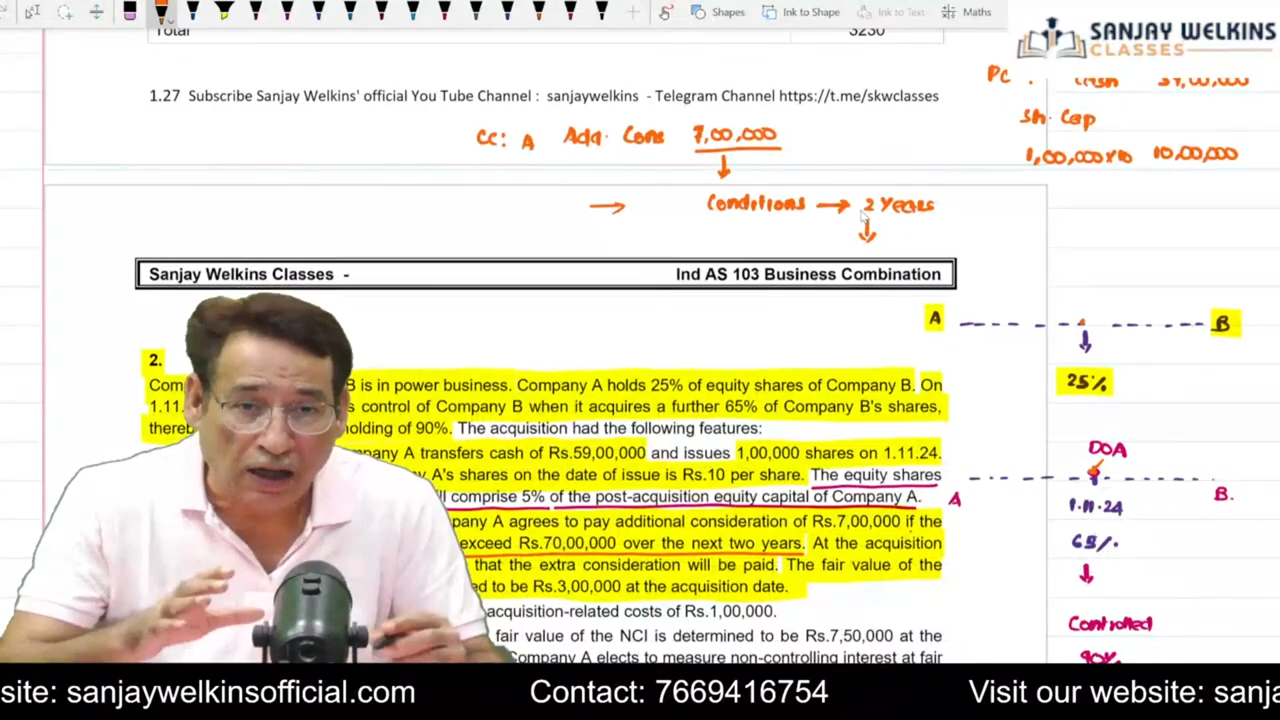 Shapes Ink to Shape Ink to Text Maths
SANJAY WELKINS
CLASSES
Total 3230
PC : Cash 59,00,000
Sh. Cap
1,00,000x10 10,00,000
1.27 Subscribe Sanjay Welkins' official You Tube Channel : sanjaywelkins - Telegram Channel https://t.me/skwclasses
CC: A Add. Cons 7,00,000
Conditions → 2 Years
Sanjay Welkins Classes - Ind AS 103 Business Combination
A B
25%
2.
Com B is in power business. Company A holds 25% of equity shares of Company B. On
1.11. s control of Company B when it acquires a further 65% of Company B's shares,
thereb holding of 90%. The acquisition had the following features:
mpany A transfers cash of Rs.59,00,000 and issues 1,00,000 shares on 1.11.24.
y A's shares on the date of issue is Rs.10 per share. The equity shares
ll comprise 5% of the post-acquisition equity capital of Company A.
mpany A agrees to pay additional consideration of Rs.7,00,000 if the
exceed Rs.70,00,000 over the next two years. At the acquisition
that the extra consideration will be paid. The fair value of the
ed to be Rs.3,00,000 at the acquisition date.
acquisition-related costs of Rs.1,00,000.
fair value of the NCI is determined to be Rs.7,50,000 at the
Company A elects to measure non-controlling interest at fair
DOA
A B.
1.11.24
65%
Controlled
90%
site: sanjaywelkinsofficial.com Contact: 7669416754 Visit our website: sanja